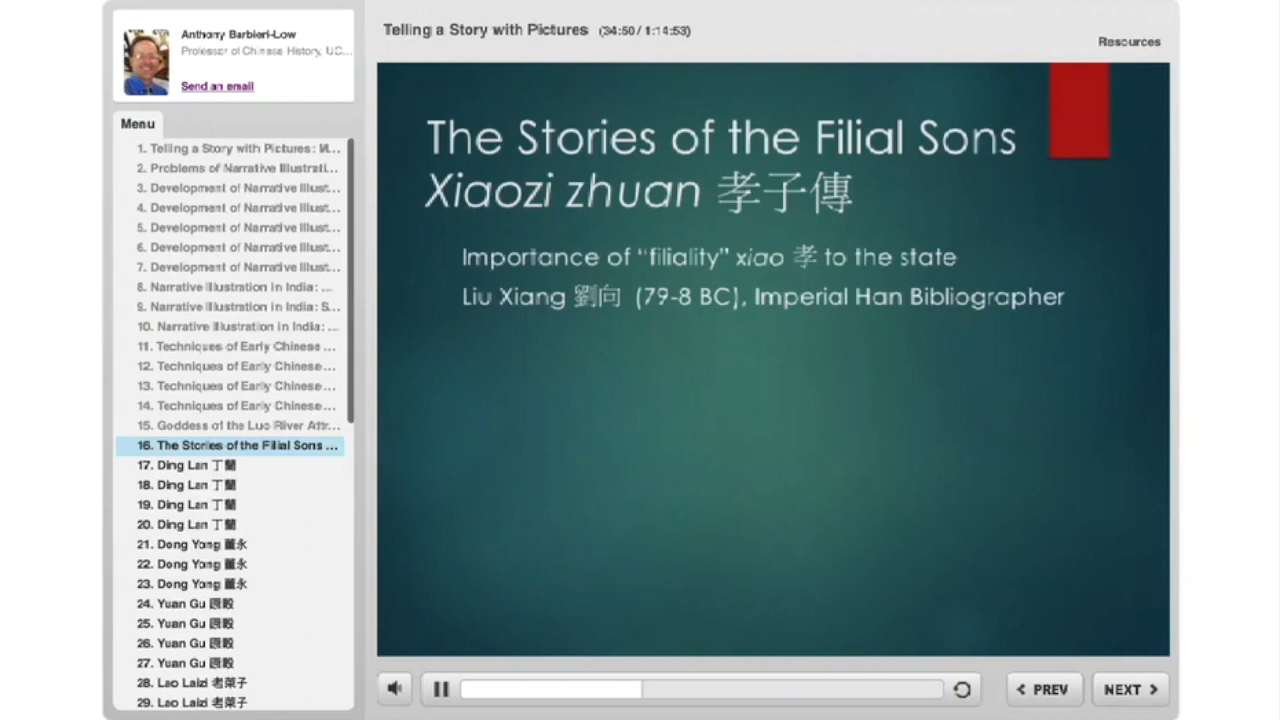 Anthony Barbieri-Low
Professor of Chinese History, UC...
Send an email
Menu
1. Telling a Story with Pictures: M...
2. Problems of Narrative Illustrati...
3. Development of Narrative Illust...
4. Development of Narrative Illust...
5. Development of Narrative Illust...
6. Development of Narrative Illust...
7. Development of Narrative Illust...
8. Narrative Illustration in India: ...
9. Narrative Illustration in India: S...
10. Narrative Illustration in India: ...
11. Techniques of Early Chinese ...
12. Techniques of Early Chinese ...
13. Techniques of Early Chinese ...
14. Techniques of Early Chinese ...
15. Goddess of the Luo River Attr...
16. The Stories of the Filial Sons ...
17. Ding Lan 丁蘭
18. Ding Lan 丁蘭
19. Ding Lan 丁蘭
20. Ding Lan 丁蘭
21. Dong Yong 董永
22. Dong Yong 董永
23. Dong Yong 董永
24. Yuan Gu
25. Yuan Gu
26. Yuan Gu
27. Yuan Gu
28. Lao Laizi 老萊子
29. Lao Laizi 老萊子
Telling a Story with Pictures (34:50 / 1:14:53)
Resources
The Stories of the Filial Sons
Xiaozi zhuan 孝子傳
Importance of “filiality” xiao 孝 to the state
Liu Xiang 劉向 (79-8 BC), Imperial Han Bibliographer
PREV
NEXT